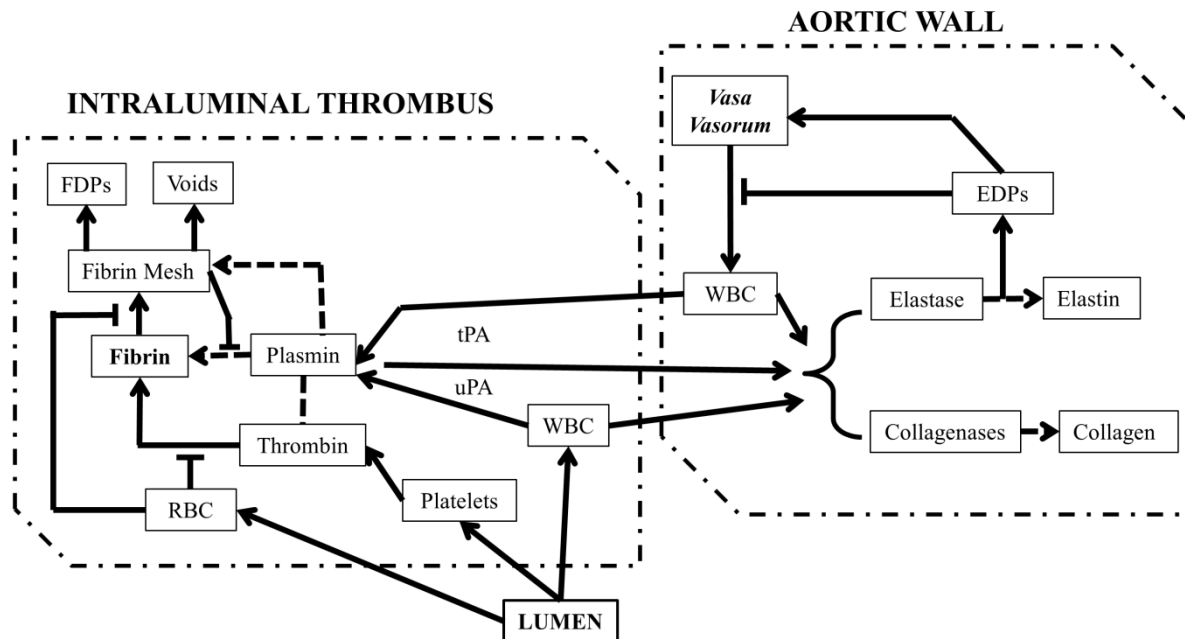 AORTIC WALL
INTRALUMINAL THROMBUS
Vasa
Vasorum
FDPs
Voids
EDPs
Fibrin Mesh
WBC
Elastase
Elastin
tPA
Fibrin
Plasmin
uPA
WBC
Thrombin
Collagenases
Collagen
Platelets
RBC
LUMEN